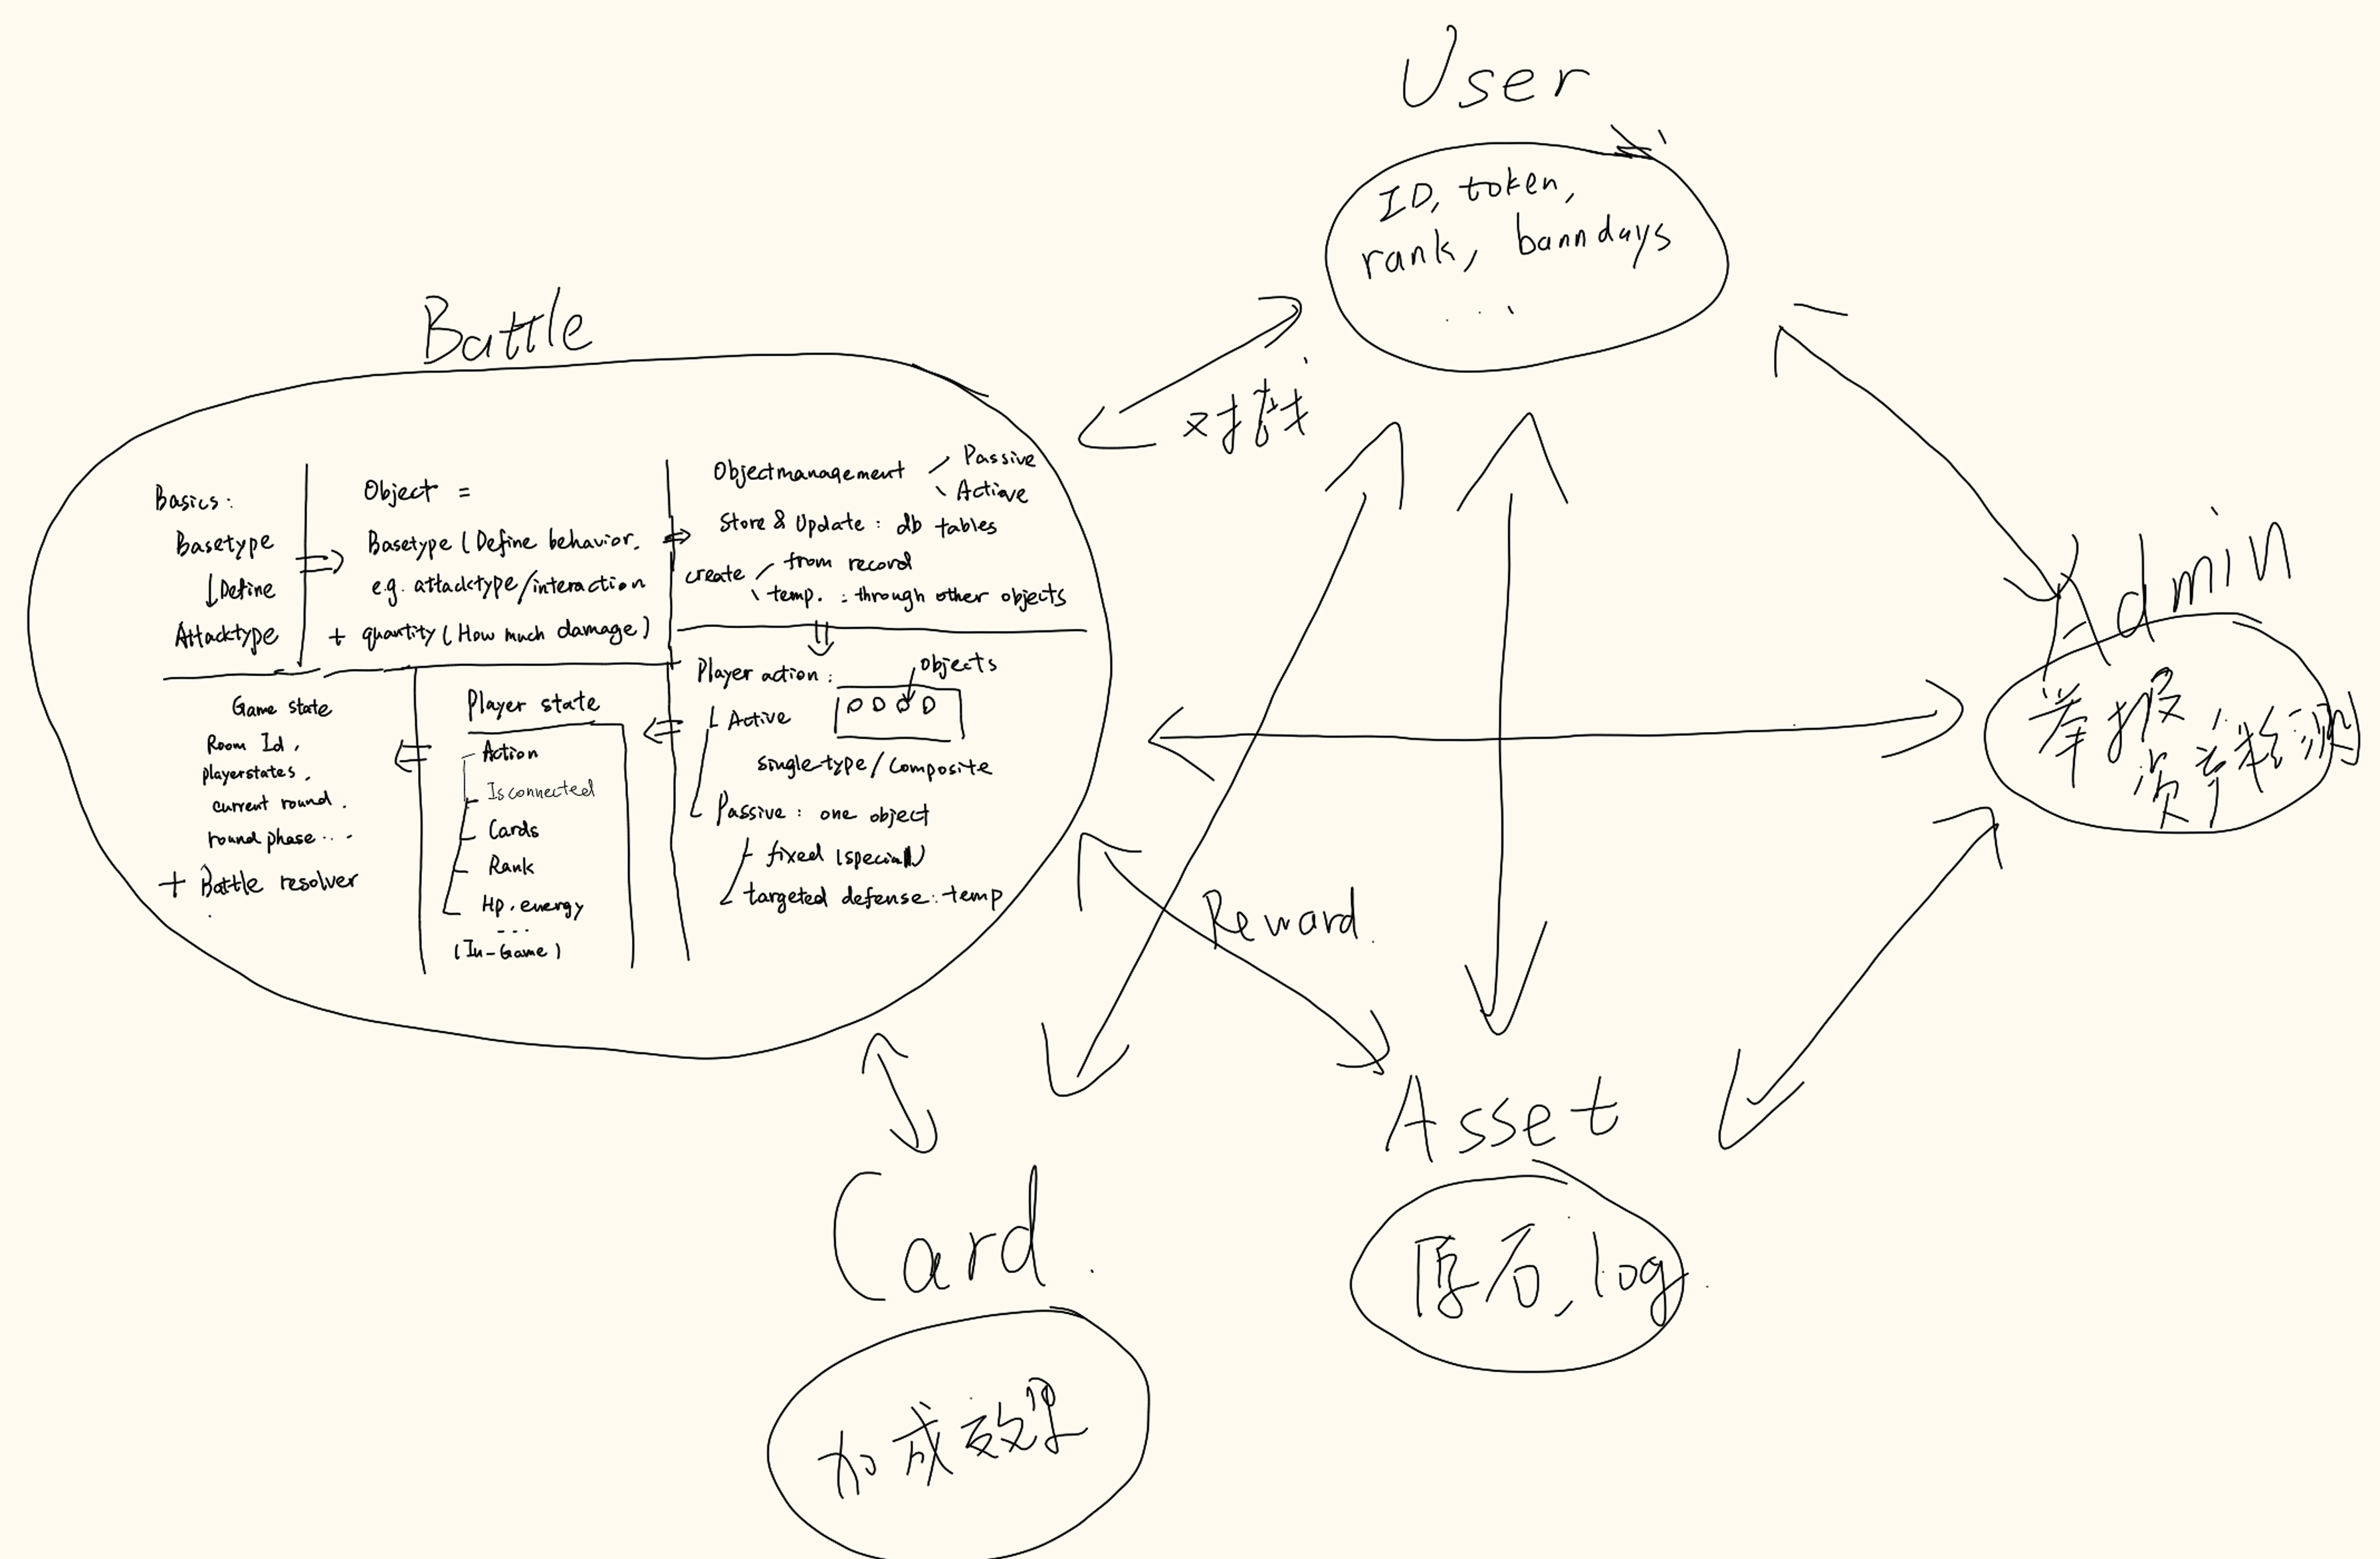 User
ID, token,
rank, banndays
...
Battle
对战
Basics:
Basetype
Define
Attacktype
Object =
Basetype (Define behavior.
e.g. attacktype/interaction
+ quantity (How much damage)
Objectmanagement
Passive
Active
Store & Update: db tables
create
from record
temp. : through other objects
Player action:
objects
Active
single-type/composite
Passive: one object
fixed (special)
targeted defense: temp
Player state
Action
Isconnected
Cards
Rank
Hp, energy
...
(In-Game)
Game state
Room Id,
playerstates,
current round.
round phase...
+ Battle resolver
Admin
举报
资产
Reward.
Asset
原石, log
Card
加成效果